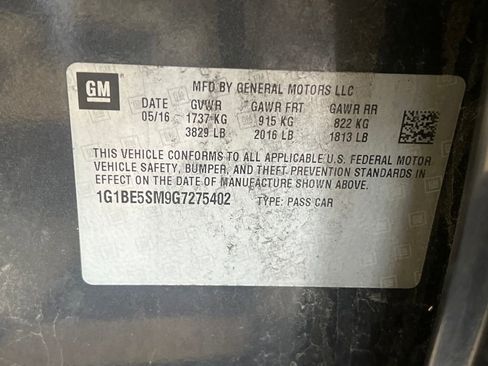 GM
MFD BY GENERAL MOTORS LLC
DATE GVWR GAWR FRT GAWR RR
05/16 1737 KG 915 KG 822 KG
3829 LB 2016 LB 1813 LB
THIS VEHICLE CONFORMS TO ALL APPLICABLE U.S. FEDERAL MOTOR
VEHICLE SAFETY, BUMPER, AND THEFT PREVENTION STANDARDS IN
EFFECT ON THE DATE OF MANUFACTURE SHOWN ABOVE.
1G1BE5SM9G7275402 TYPE: PASS CAR